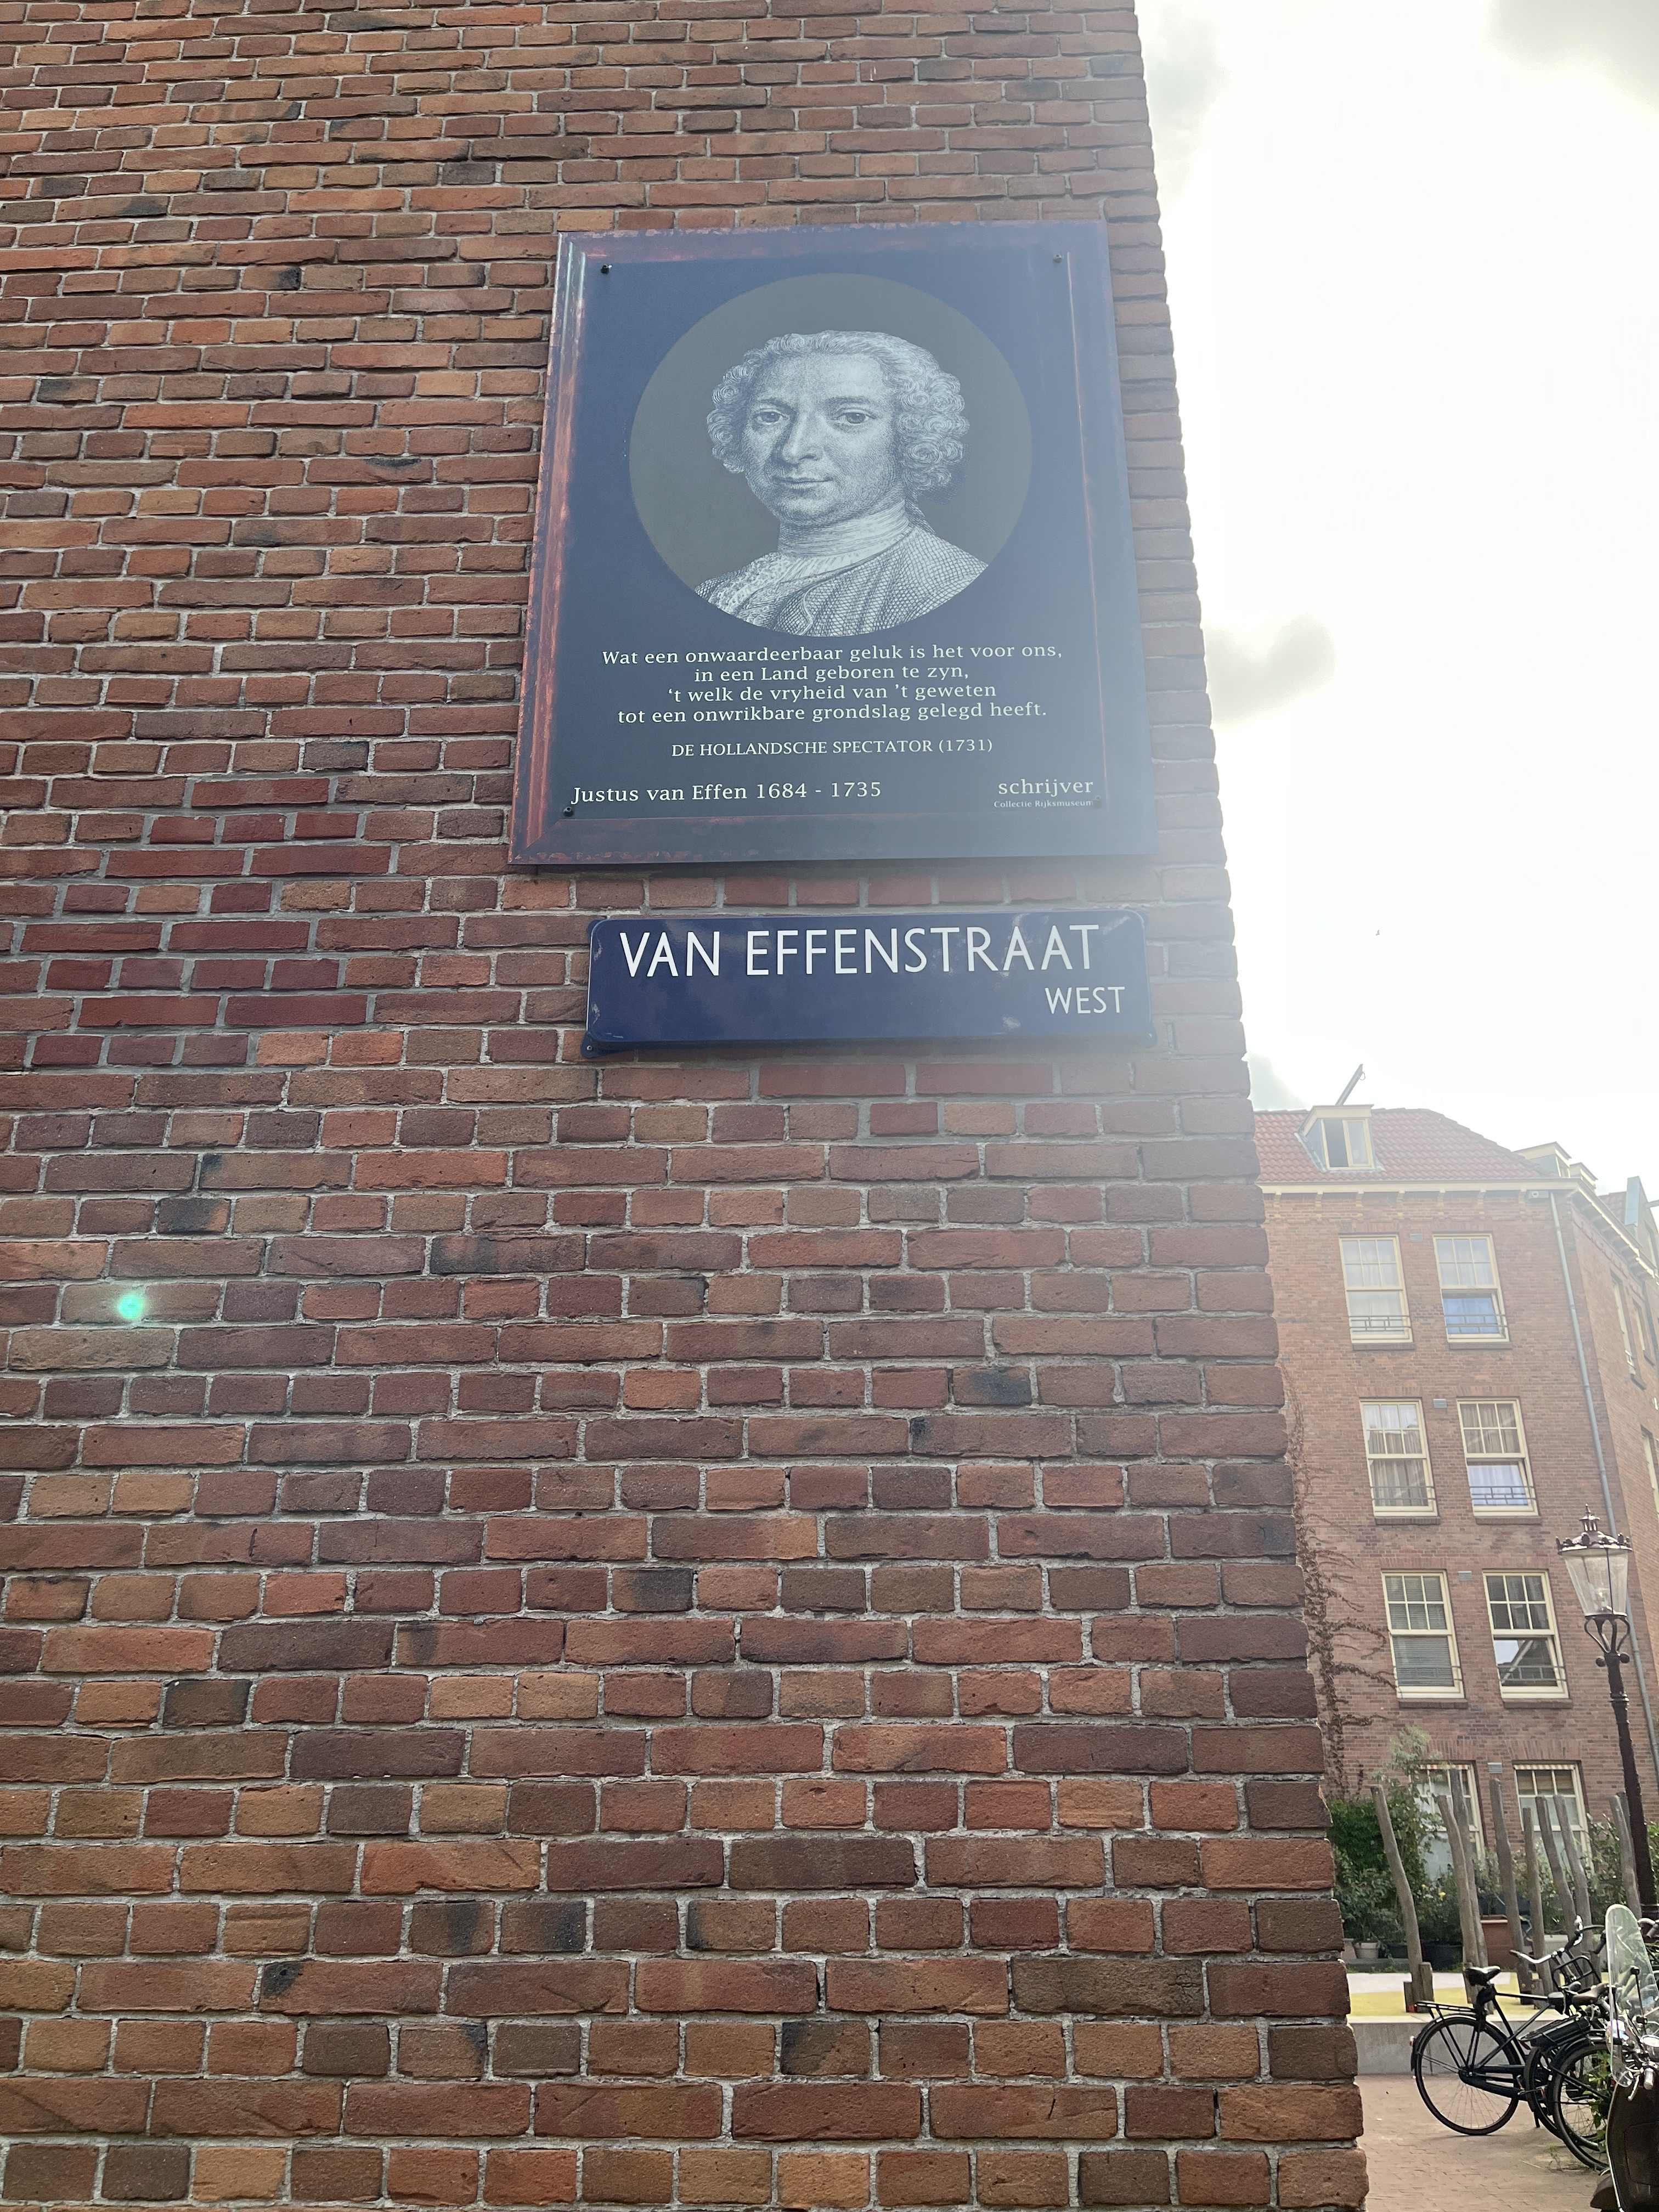 Wat een onwaardeerbaar geluk is het voor ons,
in een Land geboren te zyn,
‘t welk de vryheid van ’t geweten
tot een onwrikbare grondslag gelegd heeft.
DE HOLLANDSCHE SPECTATOR (1731)
Justus van Effen 1684 - 1735
schrijver
Collectie Rijksmuseum
VAN EFFENSTRAAT
WEST